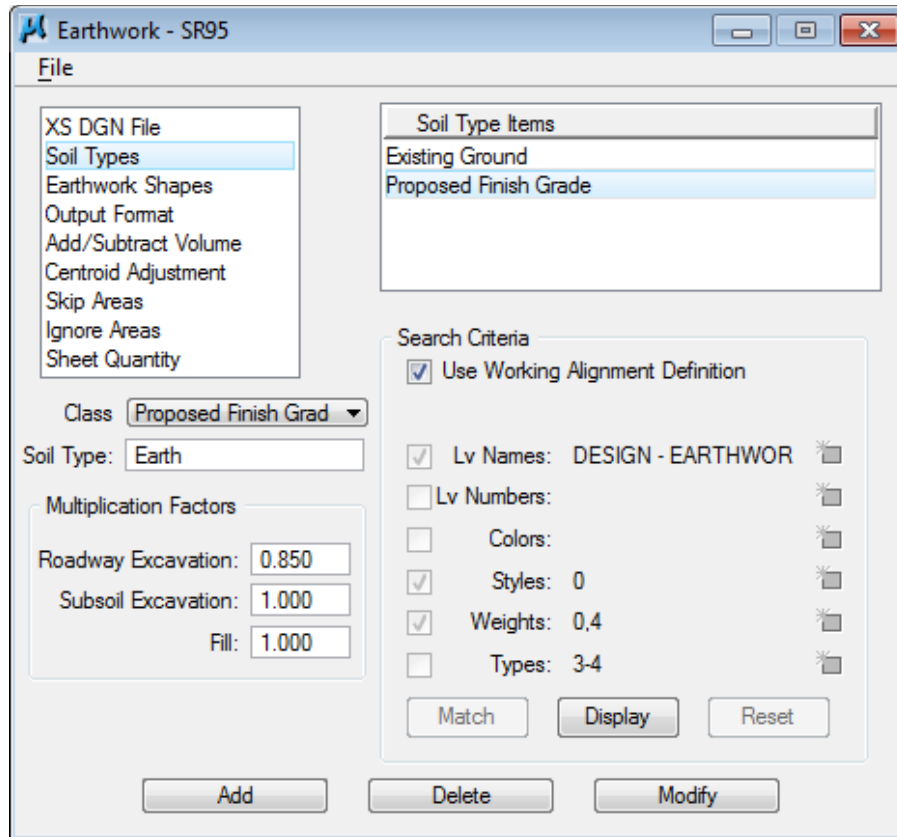 Earthwork - SR95
File
XS DGN File
Soil Types
Earthwork Shapes
Output Format
Add/Subtract Volume
Centroid Adjustment
Skip Areas
Ignore Areas
Sheet Quantity
Soil Type Items
Existing Ground
Proposed Finish Grade
Class Proposed Finish Grad
Soil Type: Earth
Multiplication Factors
Roadway Excavation: 0.850
Subsoil Excavation: 1.000
Fill: 1.000
Search Criteria
Use Working Alignment Definition
Lv Names: DESIGN - EARTHWOR
Lv Numbers:
Colors:
Styles: 0
Weights: 0,4
Types: 3-4
Match Display Reset
Add Delete Modify